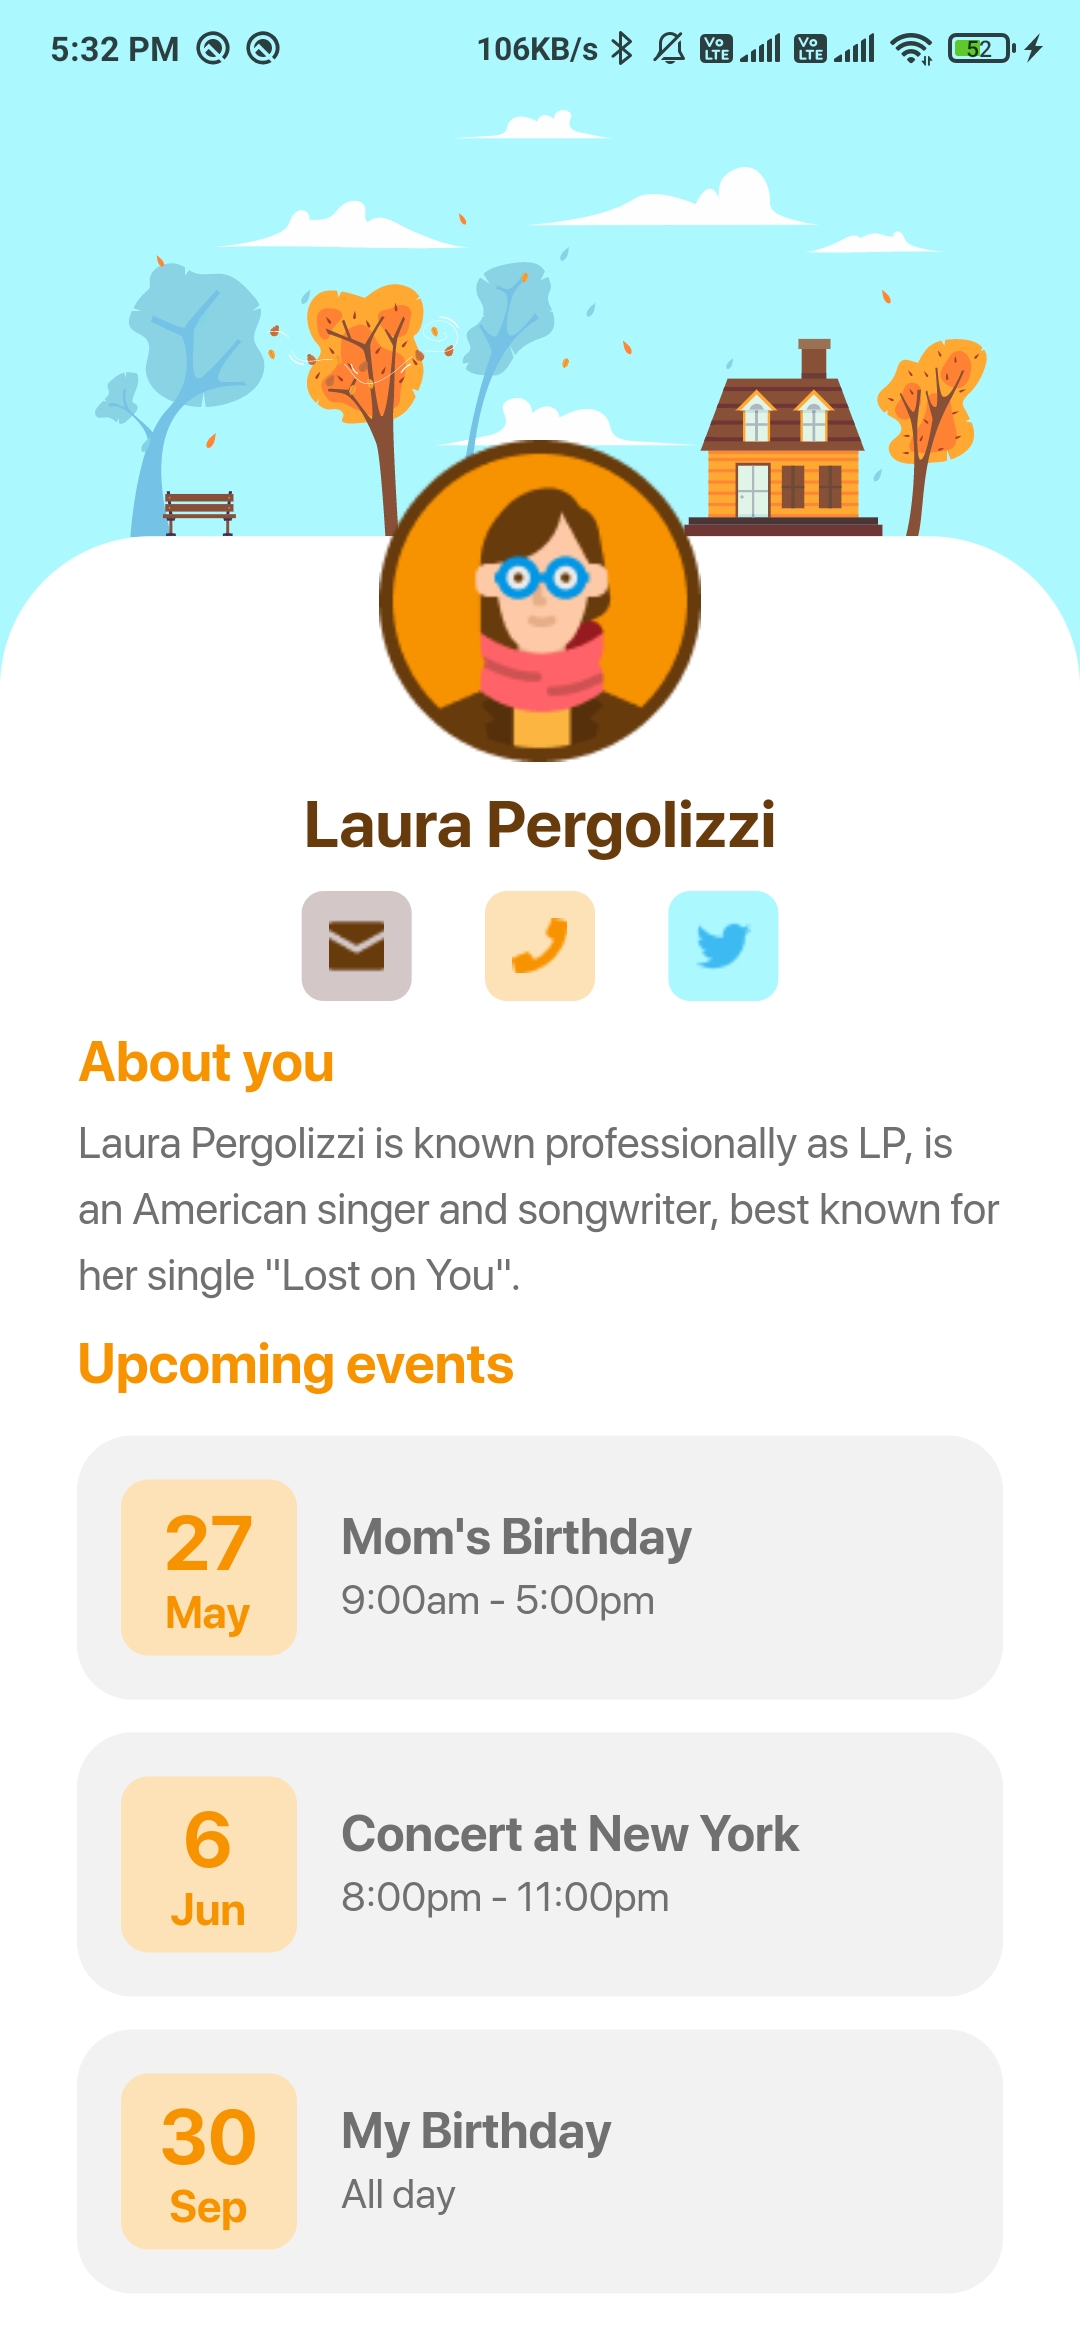 5:32 PM 106KB/s Vo LTE Vo LTE 52
Laura Pergolizzi
About you
Laura Pergolizzi is known professionally as LP, is
an American singer and songwriter, best known for
her single "Lost on You".
Upcoming events
27
May
Mom's Birthday
9:00am - 5:00pm
6
Jun
Concert at New York
8:00pm - 11:00pm
30
Sep
My Birthday
All day